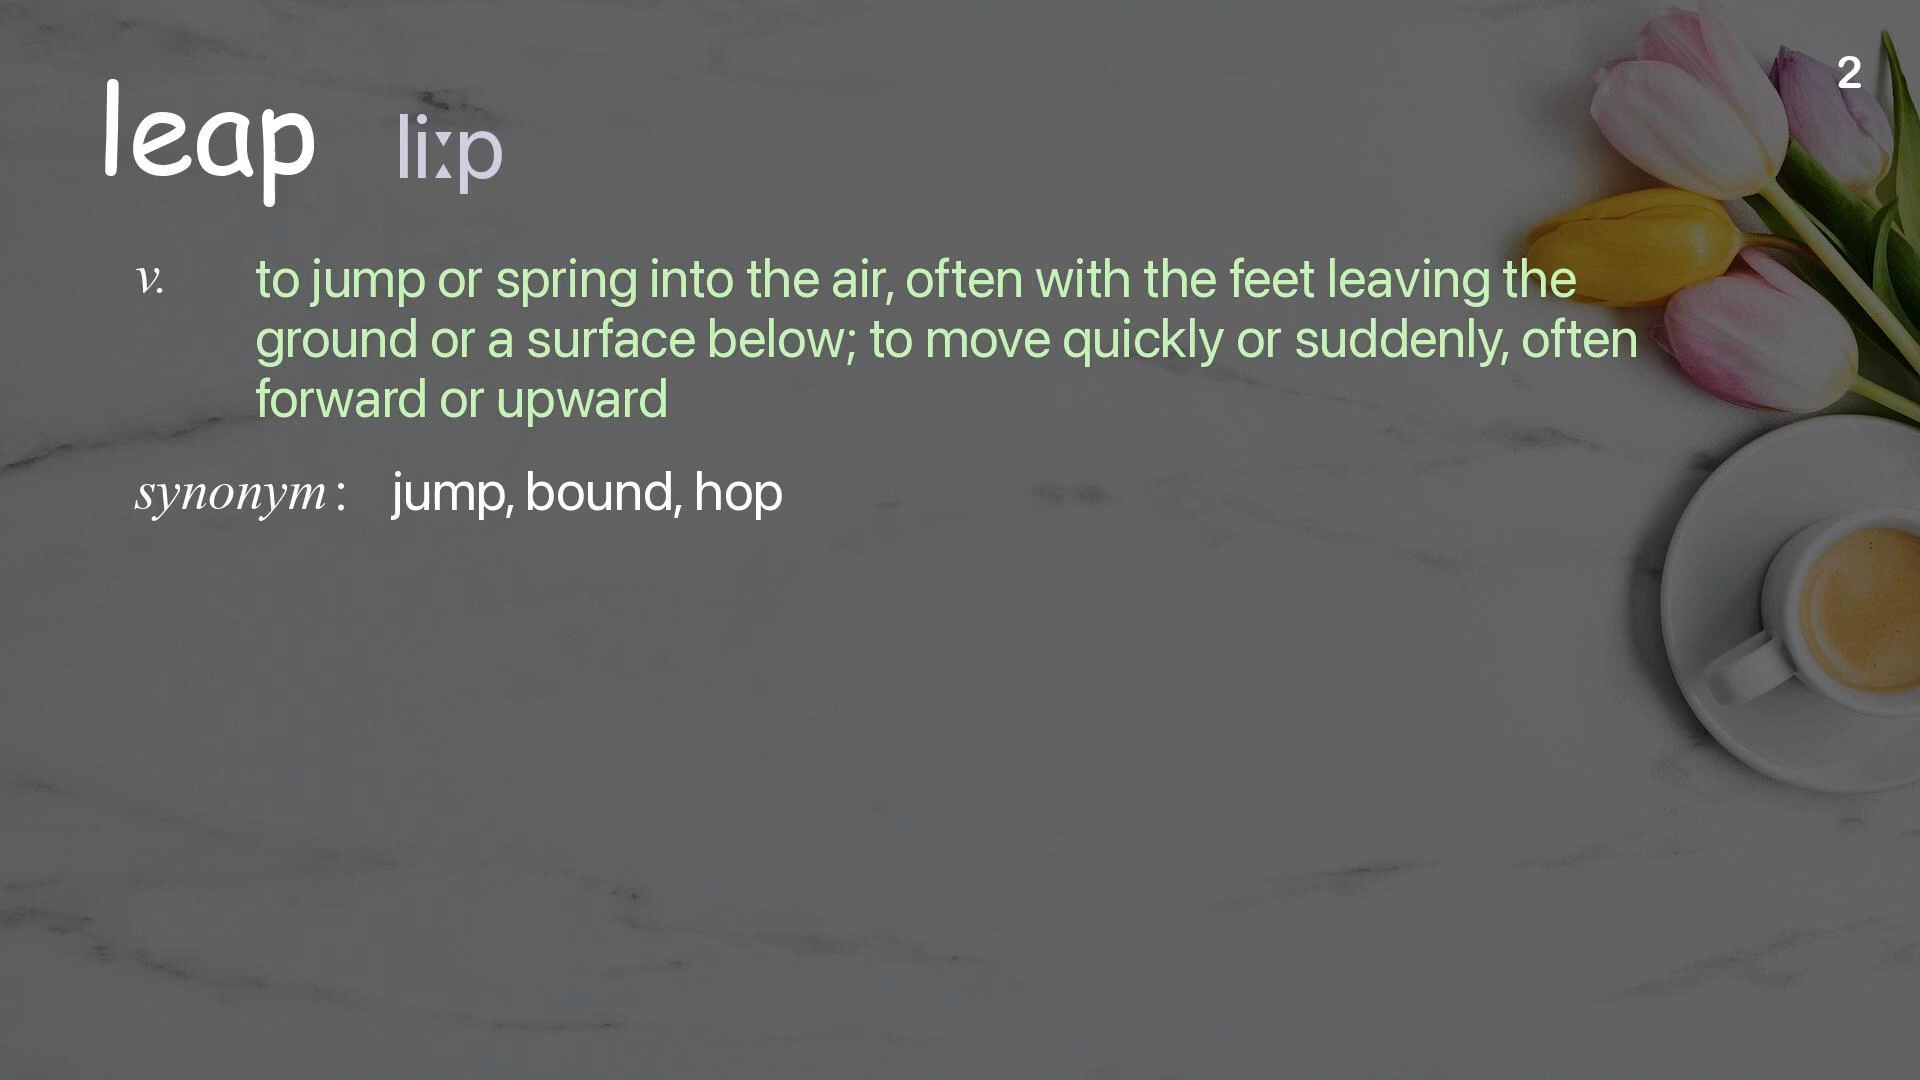 2
leap liːp
v. to jump or spring into the air, often with the feet leaving the
ground or a surface below; to move quickly or suddenly, often
forward or upward
synonym : jump, bound, hop